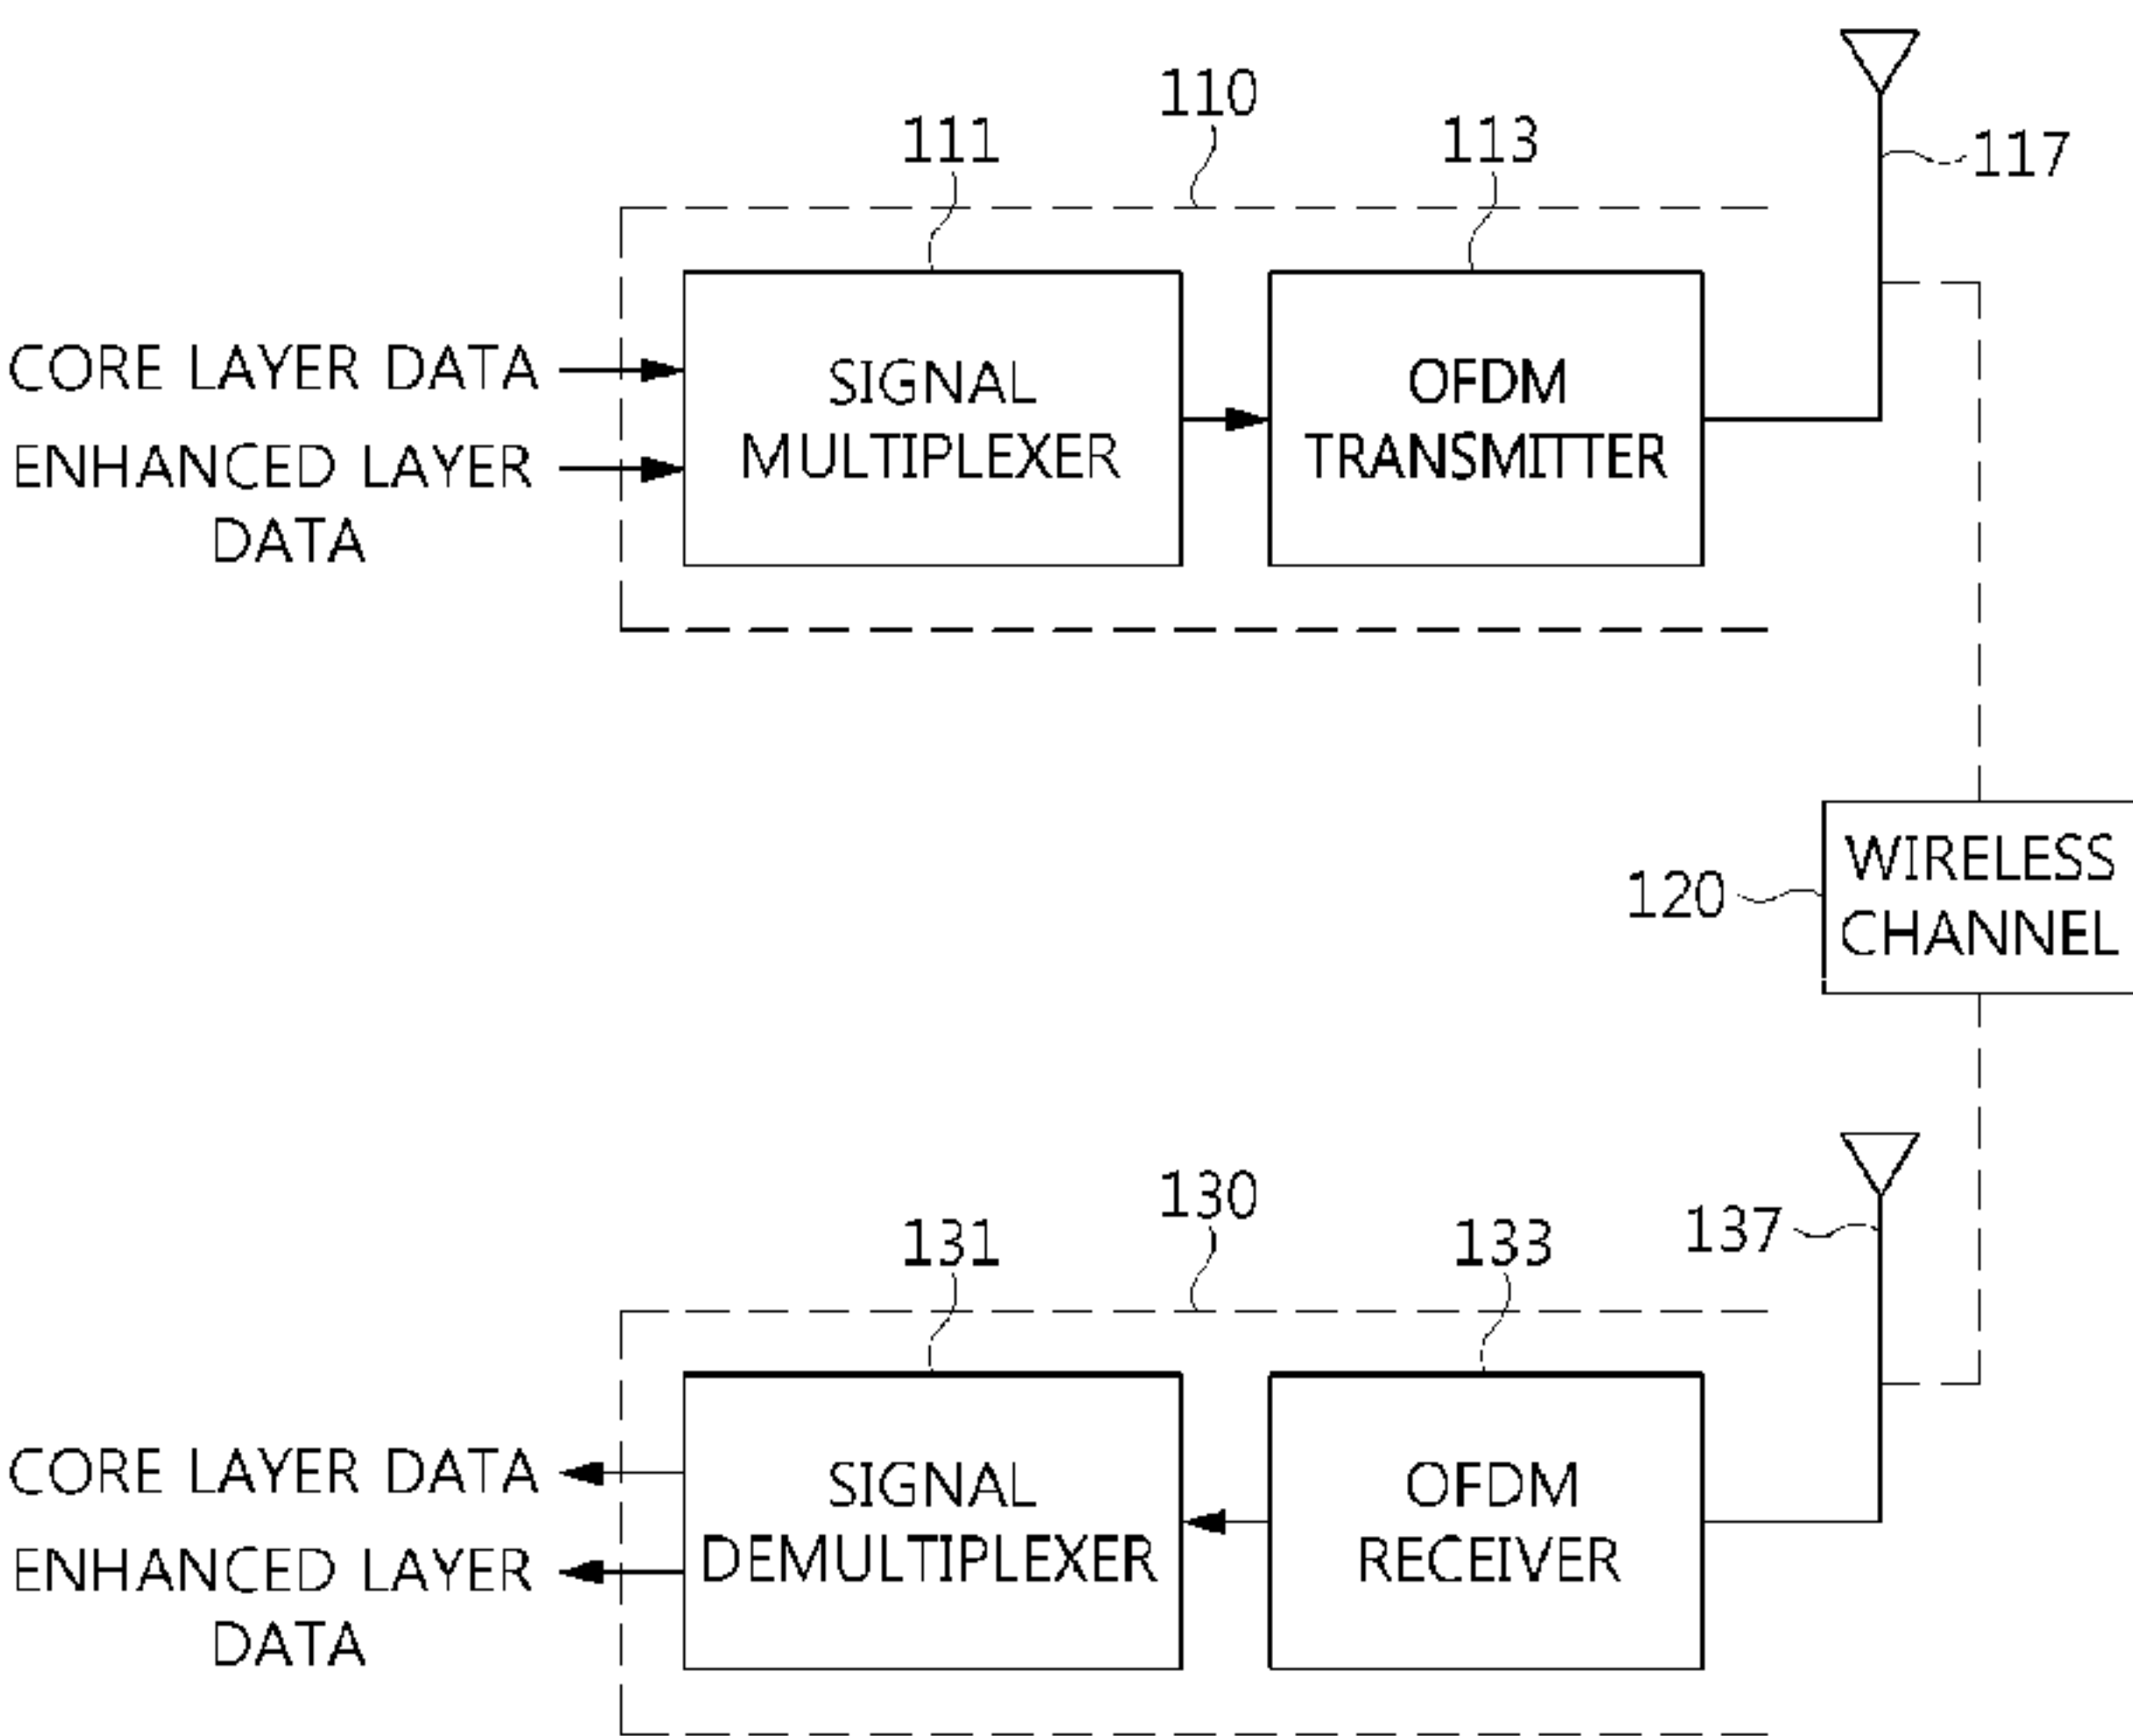 110
111
113
117
CORE LAYER DATA
ENHANCED LAYER
DATA
SIGNAL
MULTIPLEXER
OFDM
TRANSMITTER
120
WIRELESS
CHANNEL
130
131
133
137
CORE LAYER DATA
ENHANCED LAYER
DATA
SIGNAL
DEMULTIPLEXER
OFDM
RECEIVER